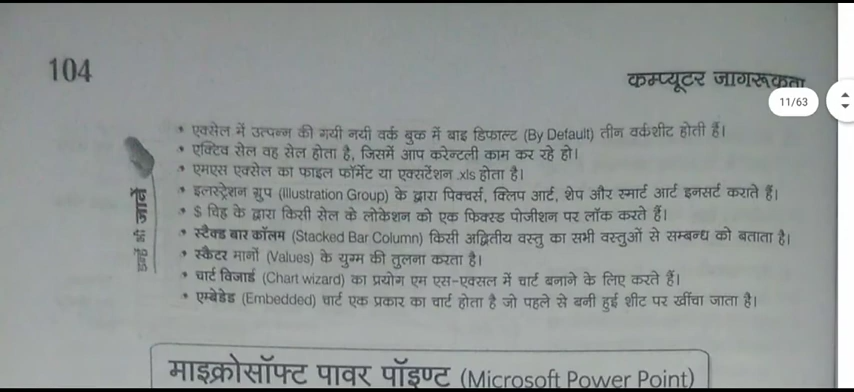 104
कम्प्यूटर जागरूकता
11/63
• एक्सेल में उत्पन्न की गयी नयी वर्क बुक में बाइ डिफाल्ट (By Default) तीन वर्कशीट होती हैं।
• एक्टिव सेल वह सेल होता है, जिसमें आप करेन्टली काम कर रहे हो।
• एमएस एक्सेल का फाइल फॉर्मेट या एक्सटेंशन .xls होता है।
• इलस्ट्रेशन ग्रुप (Illustration Group) के द्वारा पिक्चर्स, क्लिप आर्ट, शेप और स्मार्ट आर्ट इनसर्ट कराते हैं।
• $ चिह्न के द्वारा किसी सेल के लोकेशन को एक फिक्स्ड पोजीशन पर लॉक करते हैं।
• स्टैक्ड बार कॉलम (Stacked Bar Column) किसी अद्वितीय वस्तु का सभी वस्तुओं से सम्बन्ध को बताता है।
• स्कैटर मानों (Values) के युग्म की तुलना करता है।
• चार्ट विजार्ड (Chart wizard) का प्रयोग एम एस-एक्सल में चार्ट बनाने के लिए करते हैं।
• एम्बेडेड (Embedded) चार्ट एक प्रकार का चार्ट होता है जो पहले से बनी हुई शीट पर खींचा जाता है।
इन्हें भी जानें
माइक्रोसॉफ्ट पावर पॉइण्ट (Microsoft Power Point)